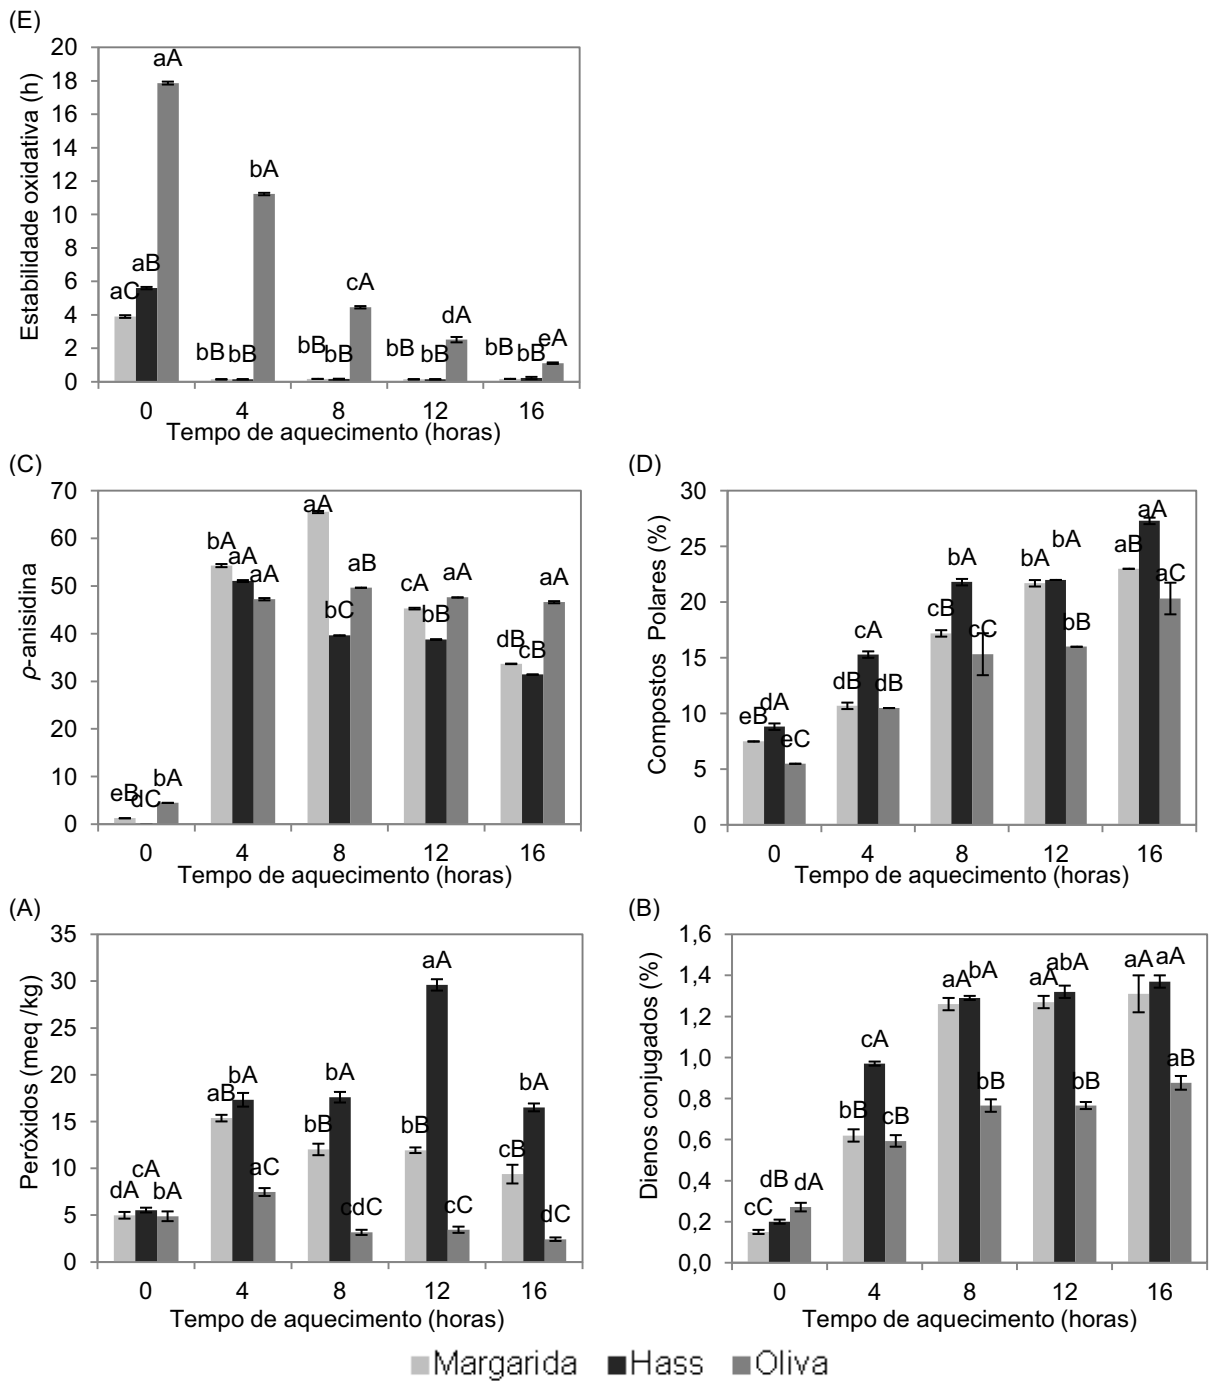 (E)
Estabilidade oxidativa (h)
20
18
16
14
12
10
8
6
4
2
0
aC aB aA
bB bB bA
bB bB cA
bB bB dA
bB bB eA
0 4 8 12 16
Tempo de aquecimento (horas)
(C)
ρ-anisidina
70
60
50
40
30
20
10
0
eB dC bA
bA aA aA
aA bC aB
cA bB aA
dB cB aA
0 4 8 12 16
Tempo de aquecimento (horas)
(D)
Compostos Polares (%)
30
25
20
15
10
5
0
eB dA eC
dB cA dB
cB bA cC
bA bA bB
aB aA aC
0 4 8 12 16
Tempo de aquecimento (horas)
(A)
Peróxidos (meq /kg)
35
30
25
20
15
10
5
0
dA cA bA
aB bA aC
bB bA cdC
bB aA cC
cB bA dC
0 4 8 12 16
Tempo de aquecimento (horas)
(B)
Dienos conjugados (%)
1,6
1,4
1,2
1,0
0,8
0,6
0,4
0,2
0,0
cC dB dA
bB cA cB
aA bA bB
aA abA bB
aA aA aB
0 4 8 12 16
Tempo de aquecimento (horas)
Margarida Hass Oliva